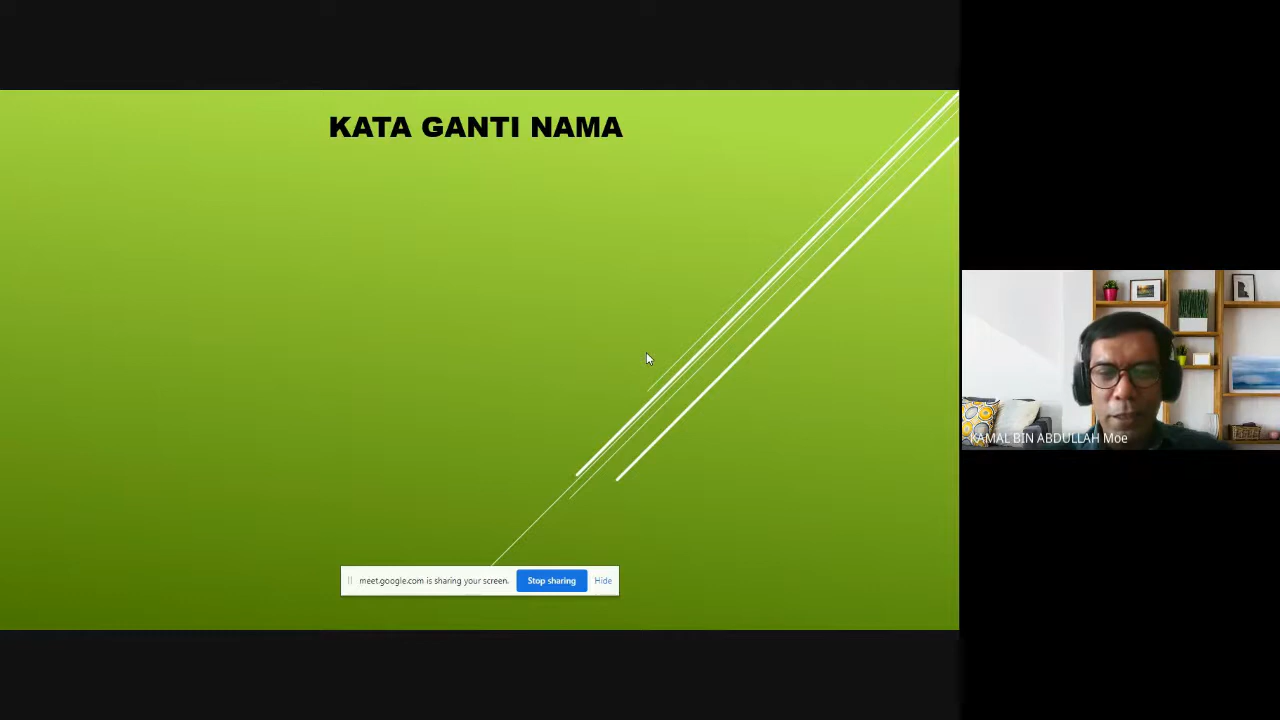 KATA GANTI NAMA
KAMAL BIN ABDULLAH Moe
meet.google.com is sharing your screen.
Stop sharing
Hide